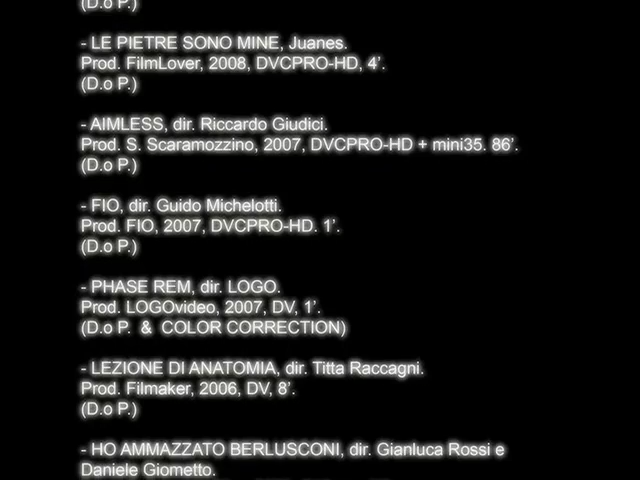 (D.o P.)
- LE PIETRE SONO MINE, Juanes.
Prod. FilmLover, 2008, DVCPRO-HD, 4'.
(D.o P.)
- AIMLESS, dir. Riccardo Giudici.
Prod. S. Scaramozzino, 2007, DVCPRO-HD + mini35. 86'.
(D.o P.)
- FIO, dir. Guido Michelotti.
Prod. FIO, 2007, DVCPRO-HD. 1'.
(D.o P.)
- PHASE REM, dir. LOGO.
Prod. LOGOvideo, 2007, DV, 1'.
(D.o P. & COLOR CORRECTION)
- LEZIONE DI ANATOMIA, dir. Titta Raccagni.
Prod. Filmaker, 2006, DV, 8'.
(D.o P.)
- HO AMMAZZATO BERLUSCONI, dir. Gianluca Rossi e
Daniele Giometto.